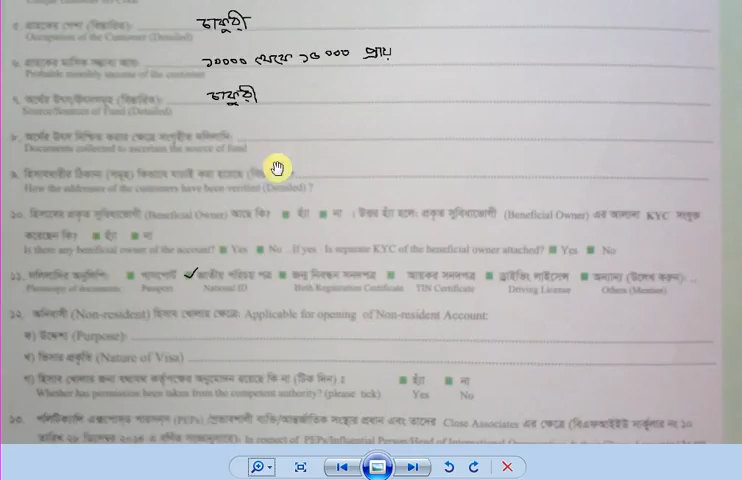 ৫. গ্রাহকের পেশা (বিস্তারিত): চাকুরী
Occupation of the Customer (Detailed)
৬. গ্রাহকের মাসিক সম্ভাব্য আয়: ১০০০০ থেকে ১৫০০০ প্রায়
Probable monthly income of the customer
৭. অর্থের উৎস/উৎসসমূহ (বিস্তারিত): চাকুরী
Source/Sources of Fund (Detailed)
৮. অর্থের উৎস নিশ্চিত করার ক্ষেত্রে সংগৃহীত দলিলাদি:
Documents collected to ascertain the source of fund
৯. হিসাবধারীর ঠিকানা (সমূহ) কিভাবে যাচাই করা হয়েছে
How the addresses of the customers have been verified (Detailed) ?
১০. হিসাবের প্রকৃত সুবিধাভোগী (Beneficial Owner) আছে কি? হ্যাঁ না । উত্তর হ্যাঁ হলে: প্রকৃত সুবিধাভোগী (Beneficial Owner) এর আলাদা KYC সংযুক্ত
করেছেন কি? হ্যাঁ না
Is there any beneficial owner of the account? Yes No. If yes : Is separate KYC of the beneficial owner attached? Yes No
১১. দলিলাদির অনুলিপি: পাসপোর্ট ✓ জাতীয় পরিচয় পত্র জন্ম নিবন্ধন সনদপত্র আয়কর সনদপত্র ড্রাইভিং লাইসেন্স অন্যান্য (উল্লেখ করুন): ..
Photocopy of documents: Passport National ID Birth Registration Certificate TIN Certificate Driving License Others (Mention)
১২. অনিবাসী (Non-resident) হিসাব খোলার ক্ষেত্রে: Applicable for opening of Non-resident Account:
ক) উদ্দেশ্য (Purpose):
খ) ভিসার প্রকৃতি (Nature of Visa)
গ) হিসাব খোলার জন্য যথাযথ কর্তৃপক্ষের অনুমোদন রয়েছে কি না (টিক দিন) : হ্যাঁ না
Whether has permission been taken from the competent authority? (please tick) Yes No
১৩. পলিটিক্যালি এক্সপোজড পারসনস (PEPs) /প্রভাবশালী ব্যক্তি/আন্তর্জাতিক সংস্থার প্রধান এবং তাদের Close Associates এর ক্ষেত্রে (বিএফআইইউ সার্কুলার নং ১০